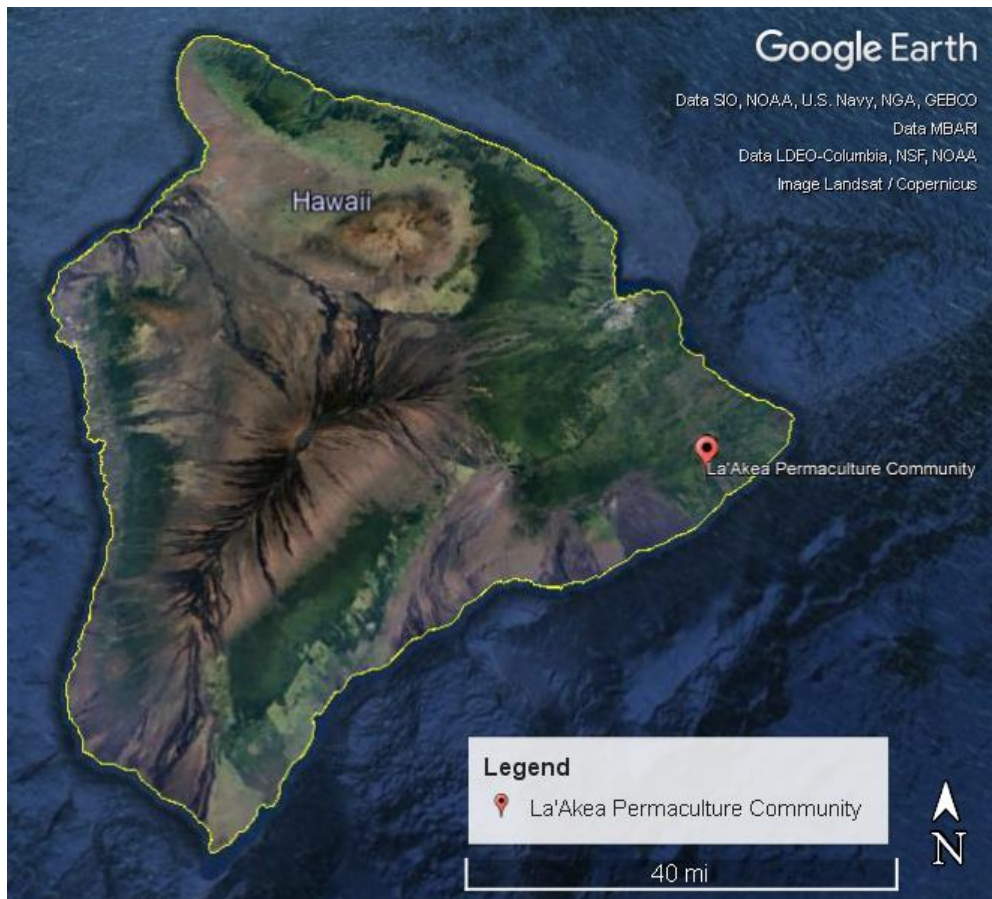 Google Earth
Data SIO, NOAA, U.S. Navy, NGA, GEBCO
Data MBARI
Data LDEO-Columbia, NSF, NOAA
Image Landsat / Copernicus
Hawaii
La'Akea Permaculture Community
Legend
La'Akea Permaculture Community
40 mi
N